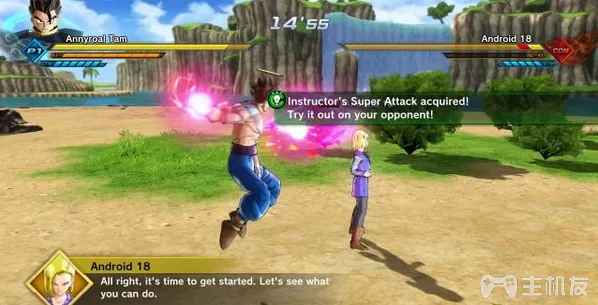 14'55
Annyroal Tam
P1
Android 18
COM
Instructor's Super Attack acquired!
Try it out on your opponent!
Android 18
All right, it's time to get started. Let's see what
you can do.
主机友